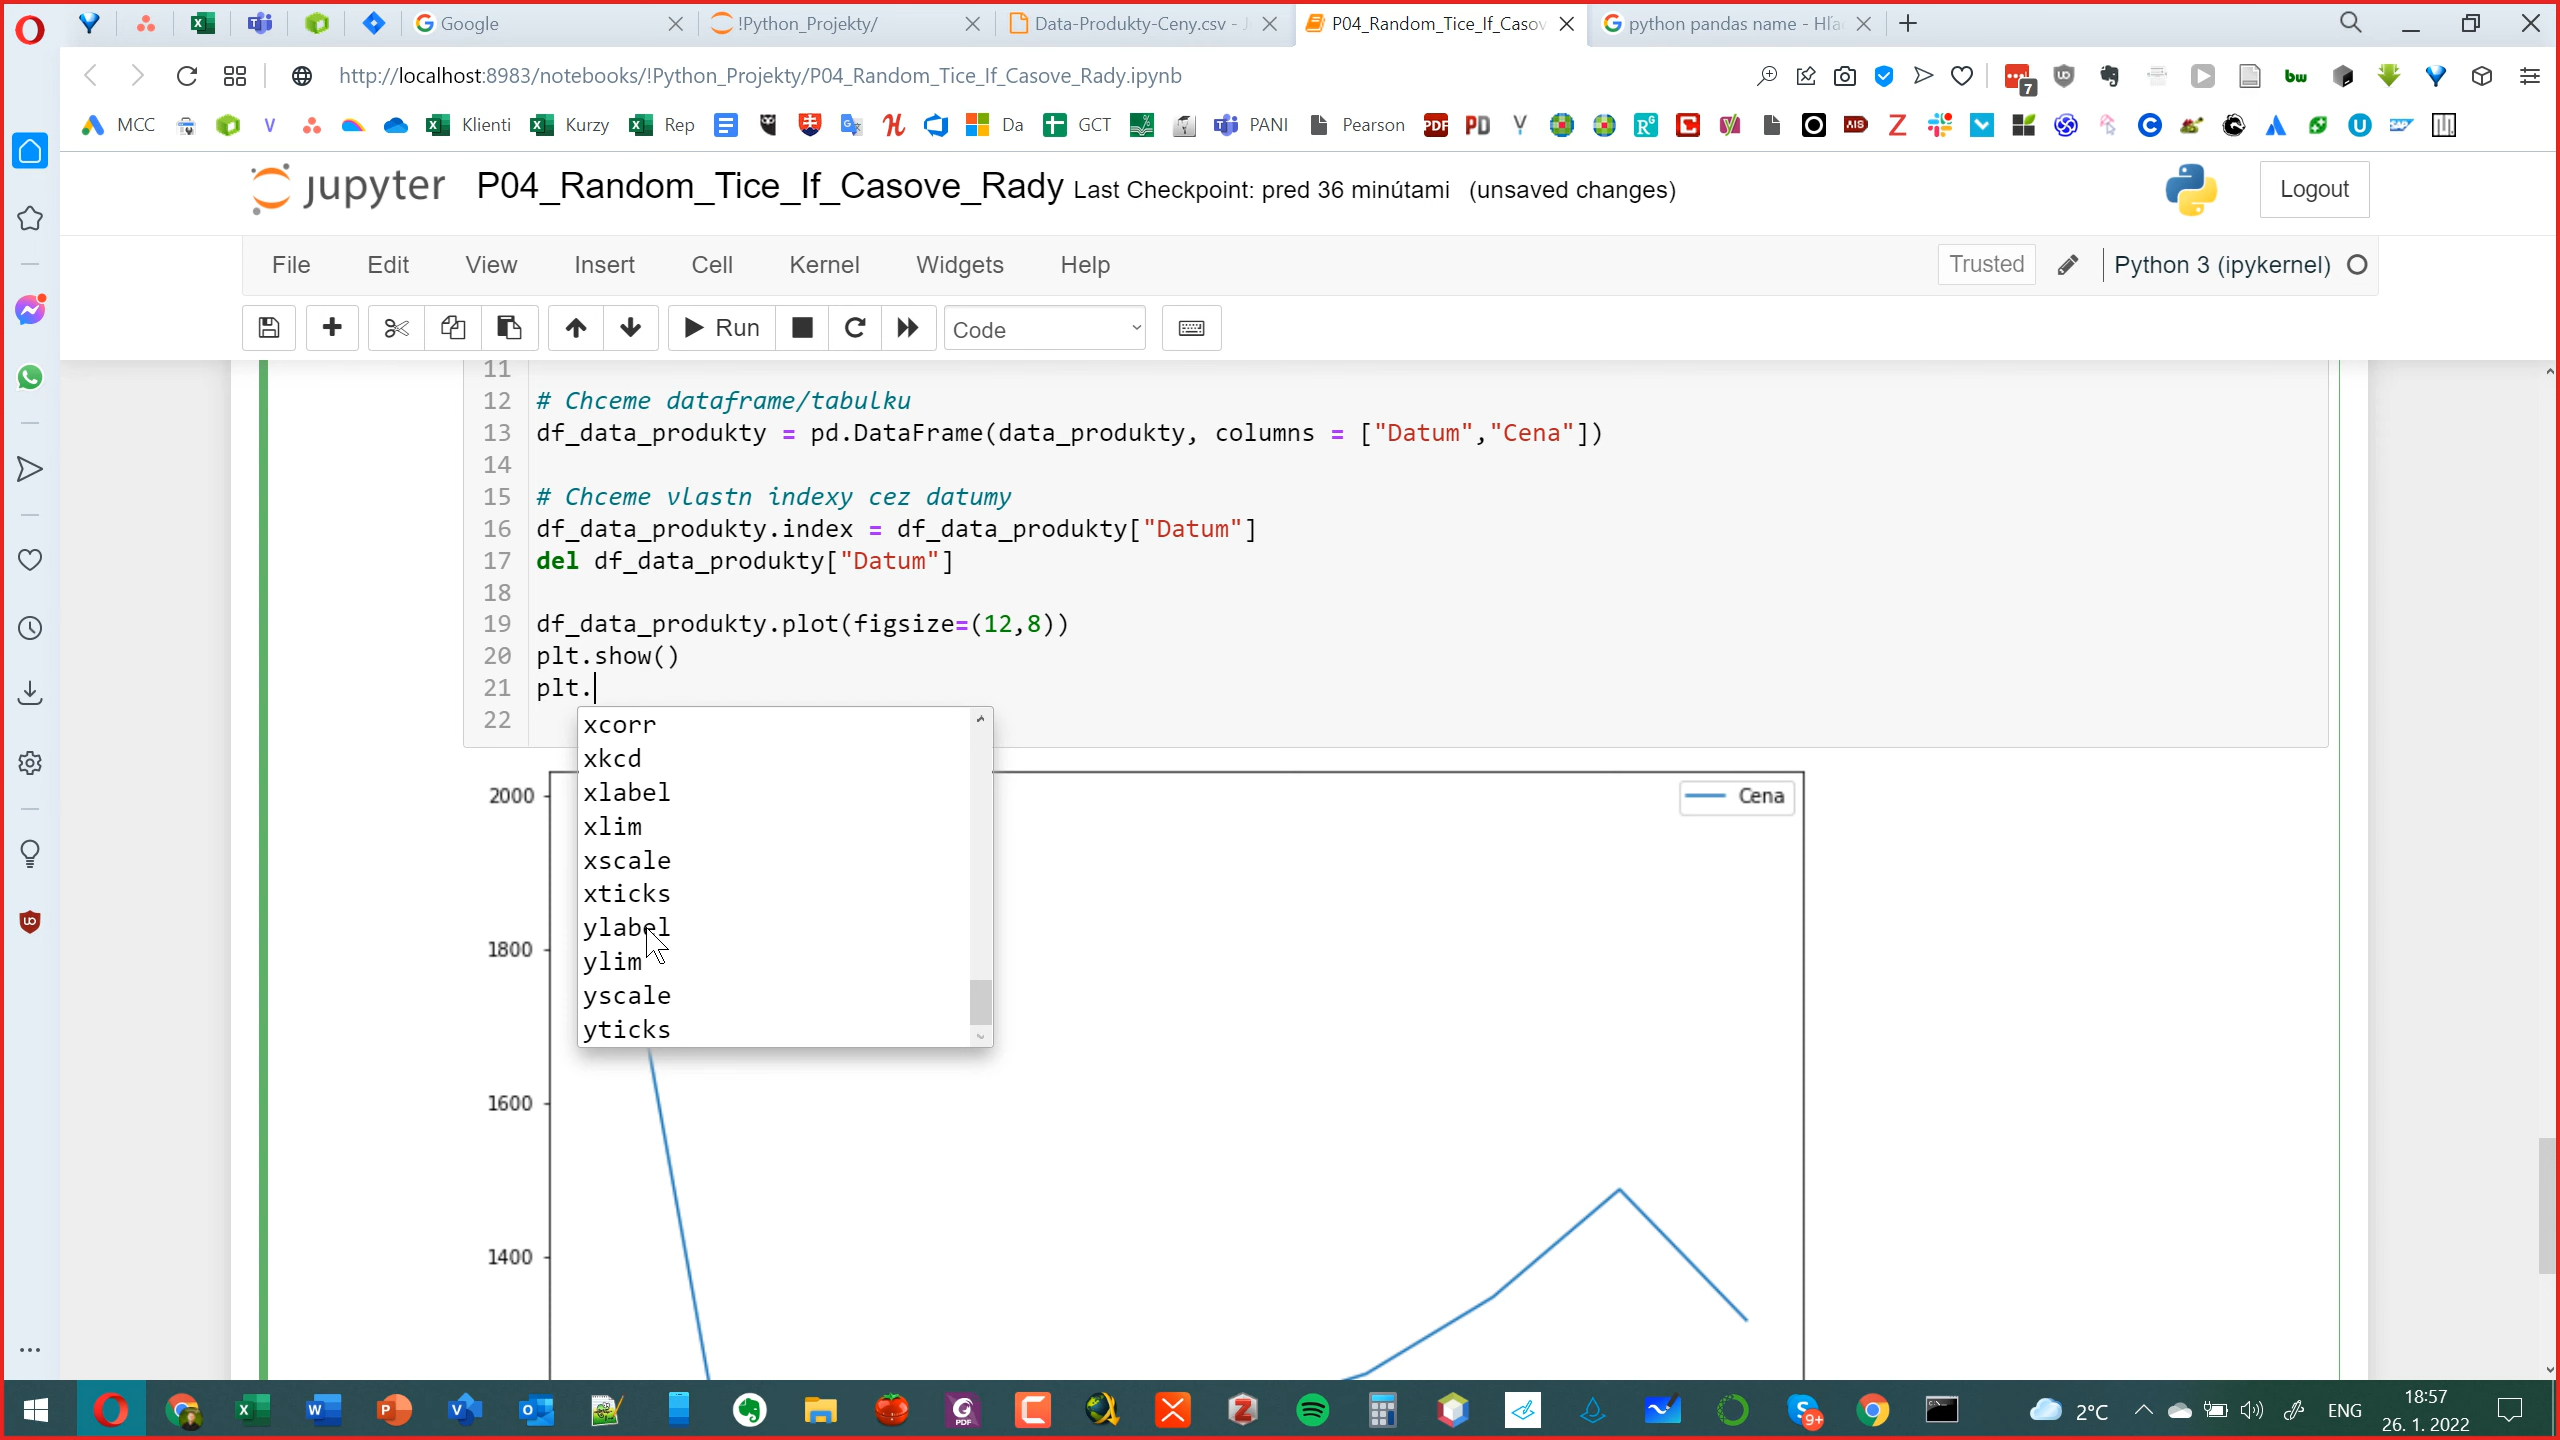 Google
!Python_Projekty/
Data-Produkty-Ceny.csv - J
P04_Random_Tice_If_Casov
python pandas name - Hľa
http://localhost:8983/notebooks/!Python_Projekty/P04_Random_Tice_If_Casove_Rady.ipynb
7
bw
MCC
V
Klienti
Kurzy
Rep
Da
GCT
PANI
Pearson
PDF
PD
jupyter
P04_Random_Tice_If_Casove_Rady
Last Checkpoint: pred 36 minútami (unsaved changes)
Logout
File Edit View Insert Cell Kernel Widgets Help
Trusted
Python 3 (ipykernel)
Run
Code
11
12 # Chceme dataframe/tabulku
13 df_data_produkty = pd.DataFrame(data_produkty, columns = ["Datum","Cena"])
14
15 # Chceme vlastn indexy cez datumy
16 df_data_produkty.index = df_data_produkty["Datum"]
17 del df_data_produkty["Datum"]
18
19 df_data_produkty.plot(figsize=(12,8))
20 plt.show()
21 plt.
22
xcorr
xkcd
xlabel
xlim
xscale
xticks
ylabel
ylim
yscale
yticks
2000
1800
1600
1400
Cena
2°C
ENG
18:57
26. 1. 2022
9+